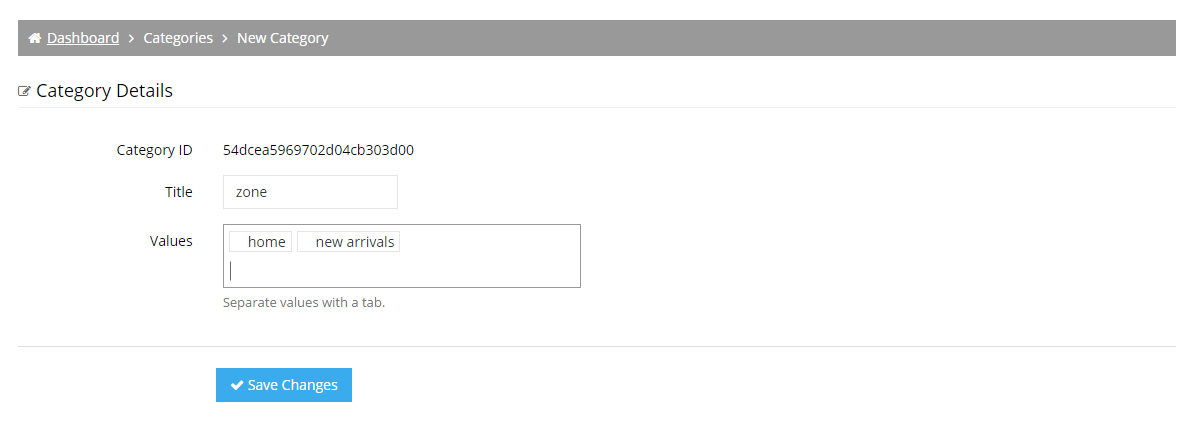 Dashboard > Categories > New Category
Category Details
Category ID 54dcea5969702d04cb303d00
Title zone
Values home new arrivals
Separate values with a tab.
Save Changes